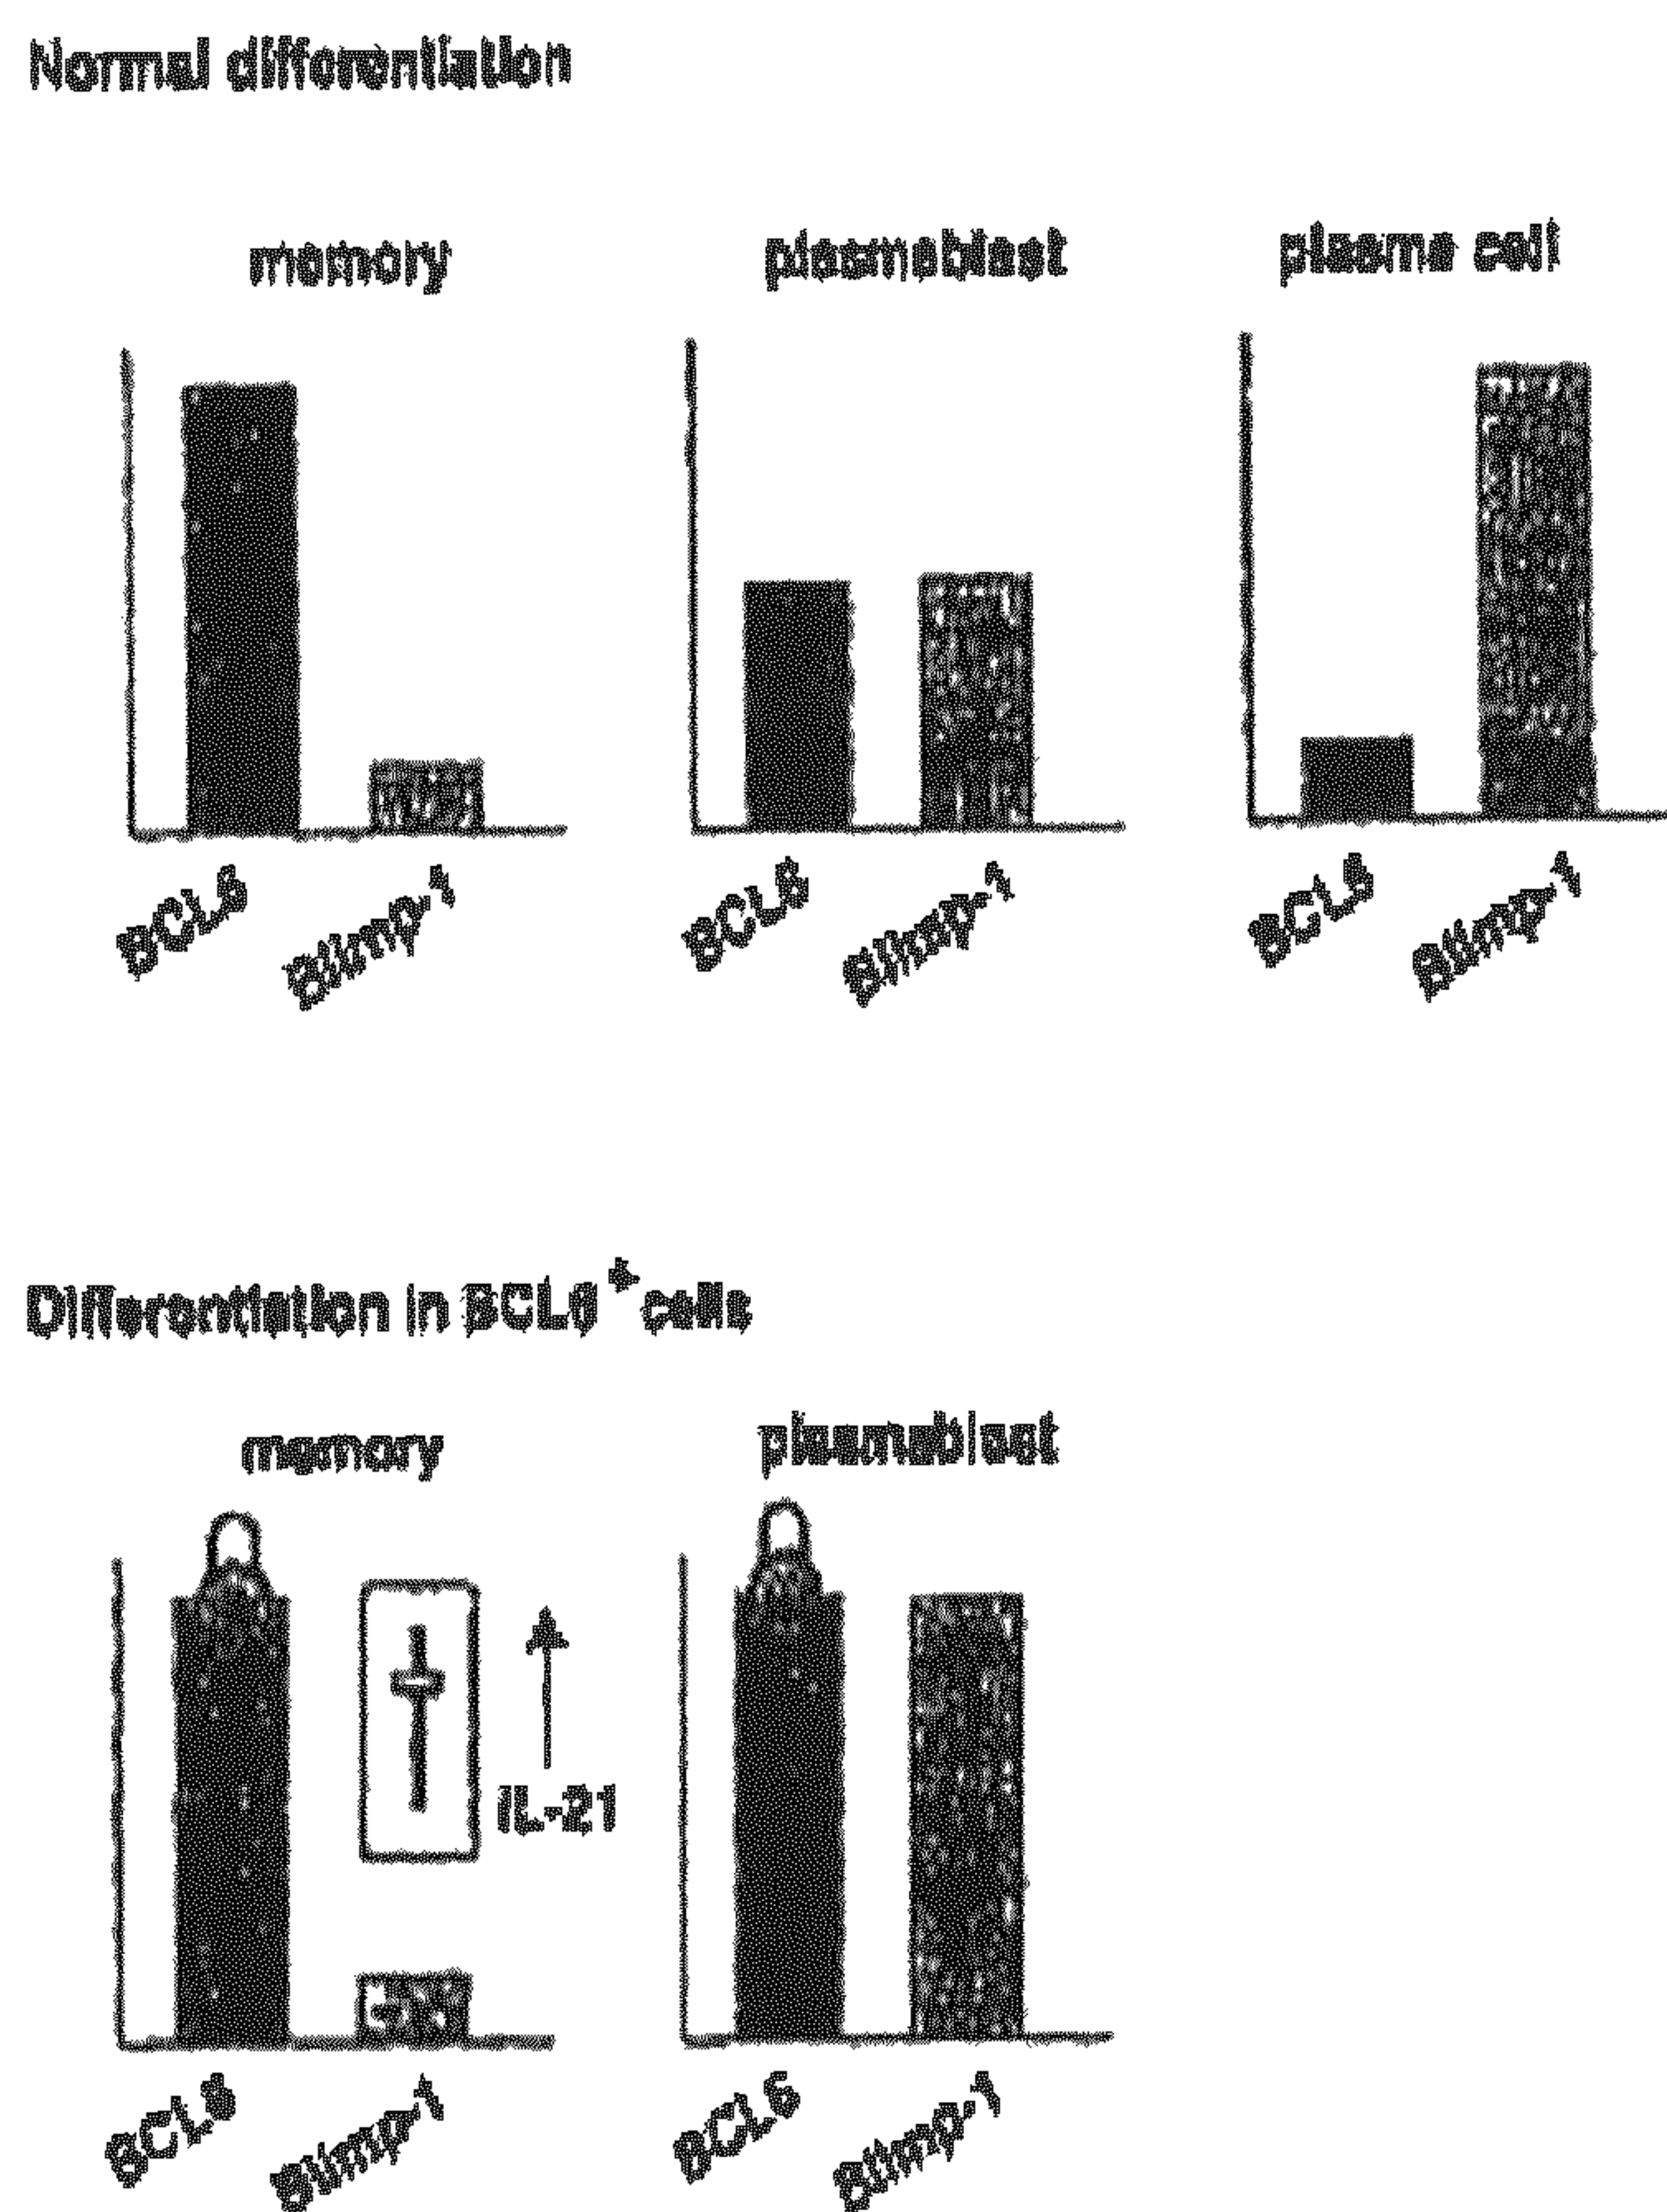 Normal differentiation
memory plasmablast plasma cell
BCL6 Blimp-1 BCL6 Blimp-1 BCL6 Blimp-1
Differentiation in BCL6+ cells
memory plasmablast
IL-21
BCL6 Blimp-1 BCL6 Blimp-1